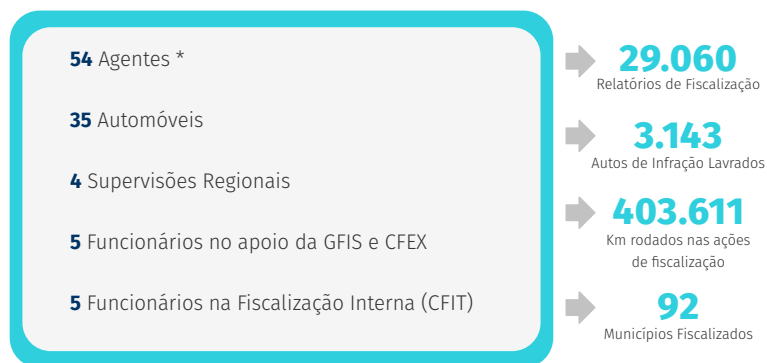 54 Agentes *
35 Automóveis
4 Supervisões Regionais
5 Funcionários no apoio da GFIS e CFEX
5 Funcionários na Fiscalização Interna (CFIT)
29.060
Relatórios de Fiscalização
3.143
Autos de Infração Lavrados
403.611
Km rodados nas ações
de fiscalização
92
Municípios Fiscalizados